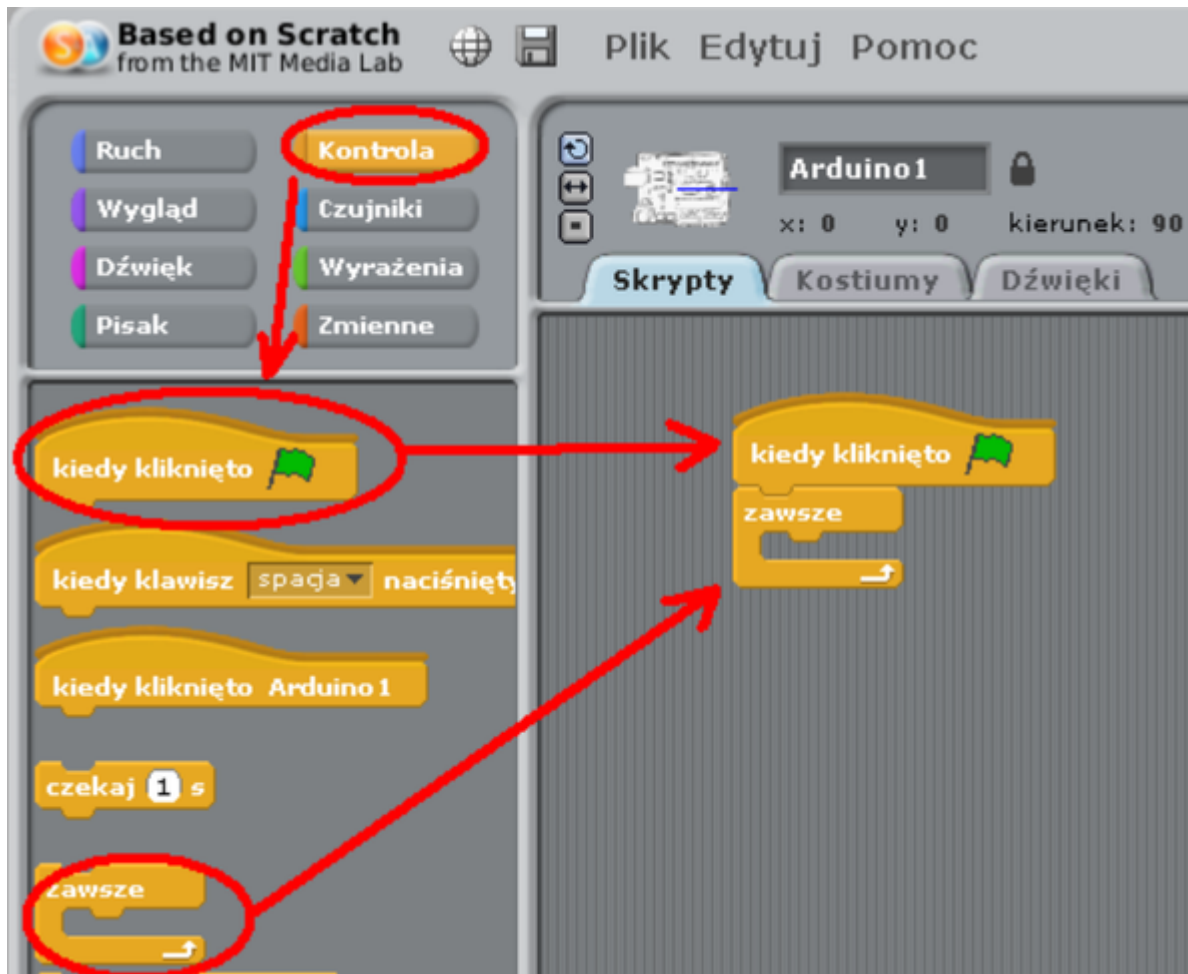 Based on Scratch
from the MIT Media Lab
Plik Edytuj Pomoc
Ruch
Kontrola
Wygląd
Czujniki
Dźwięk
Wyrażenia
Pisak
Zmienne
Arduino1
x: 0 y: 0 kierunek: 90
Skrypty
Kostiumy
Dźwięki
kiedy kliknięto
kiedy klawisz spacja naciśnięty
kiedy kliknięto Arduino1
czekaj 1 s
zawsze
kiedy kliknięto
zawsze